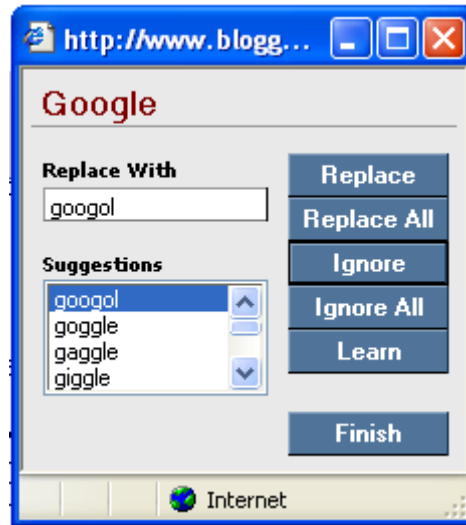 http://www.blogg...
Google
Replace With
googol
Suggestions
googol
goggle
gaggle
giggle
Replace
Replace All
Ignore
Ignore All
Learn
Finish
Internet